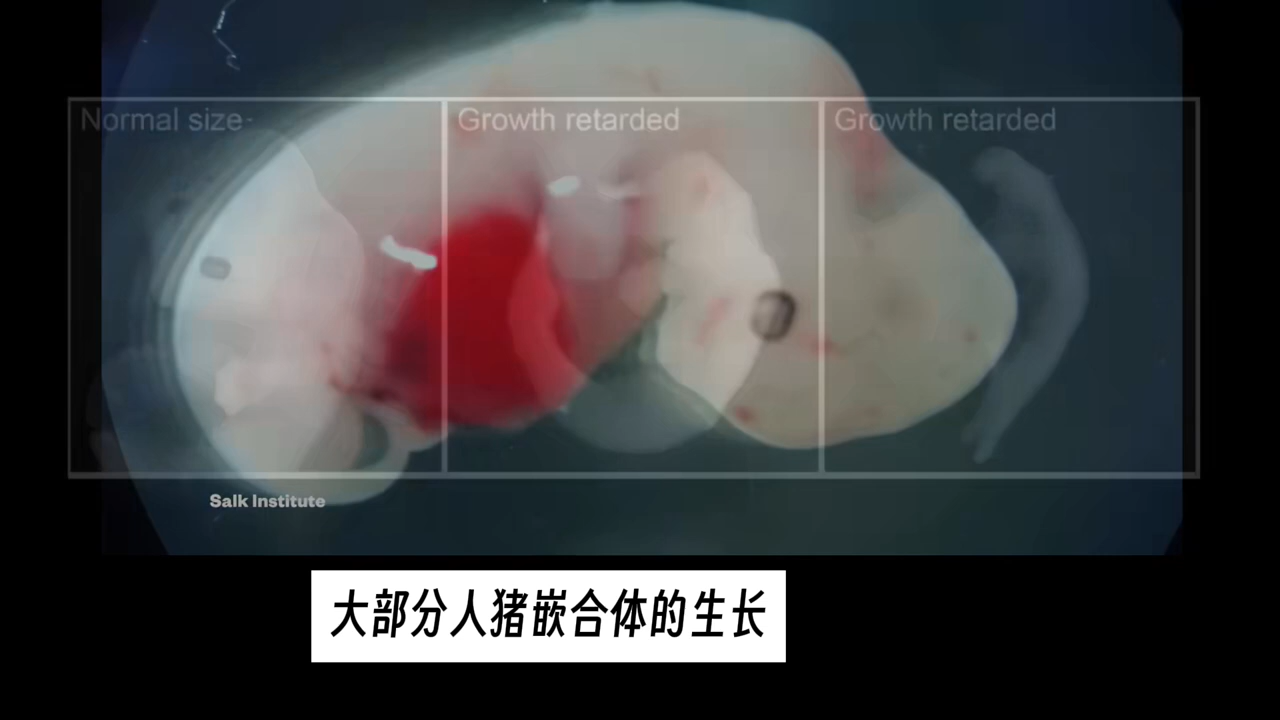 Normal size
Growth retarded
Growth retarded
Salk Institute
大部分人猪嵌合体的生长